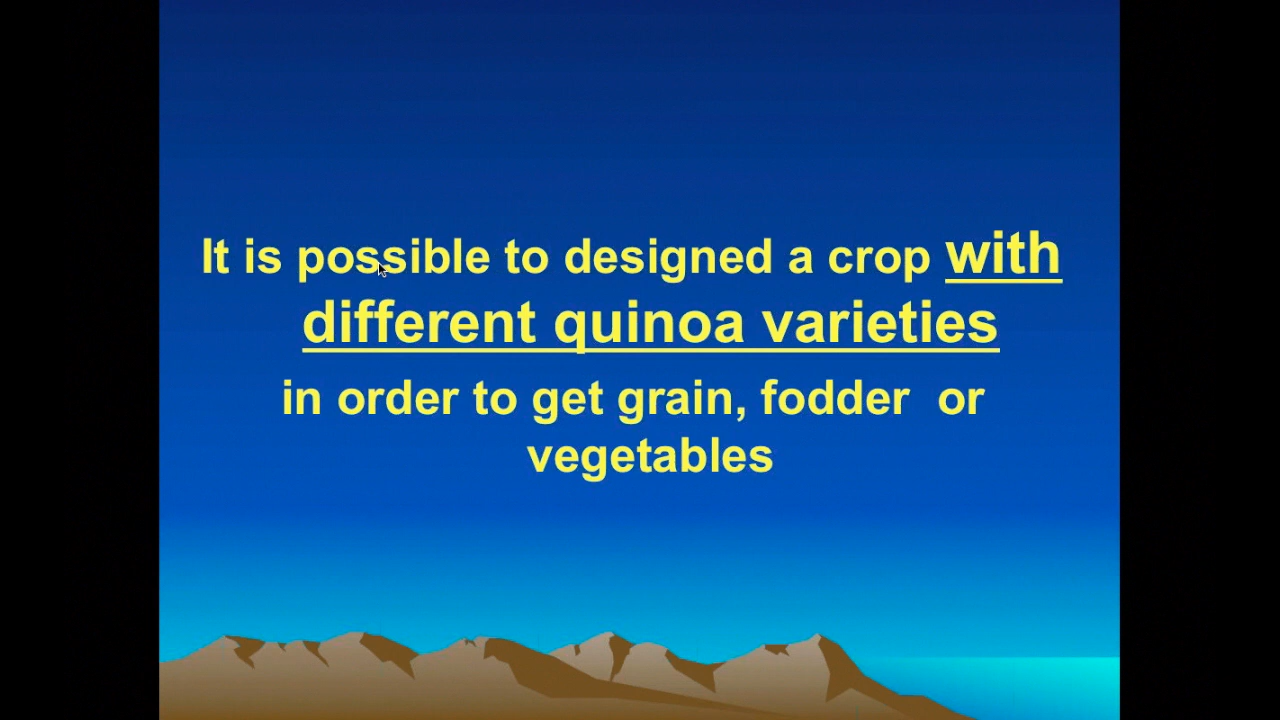 It is possible to designed a crop with
different quinoa varieties
in order to get grain, fodder  or
vegetables